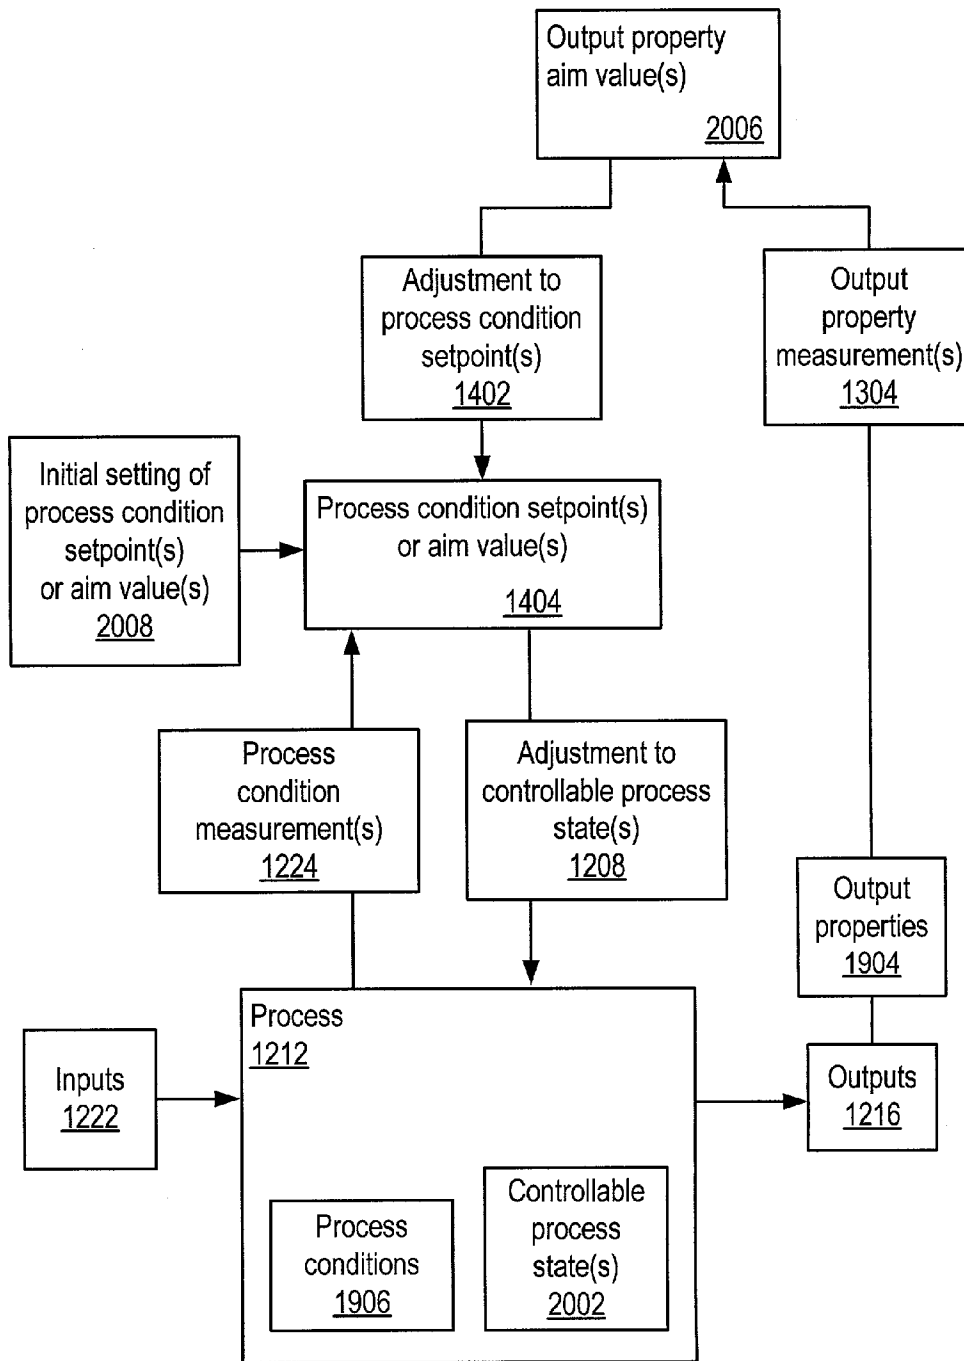 Output property
aim value(s)
2006
Adjustment to
process condition
setpoint(s)
1402
Output
property
measurement(s)
1304
Initial setting of
process condition
setpoint(s)
or aim value(s)
2008
Process condition setpoint(s)
or aim value(s)
1404
Process
condition
measurement(s)
1224
Adjustment to
controllable process
state(s)
1208
Output
properties
1904
Process
1212
Inputs
1222
Outputs
1216
Process
conditions
1906
Controllable
process
state(s)
2002